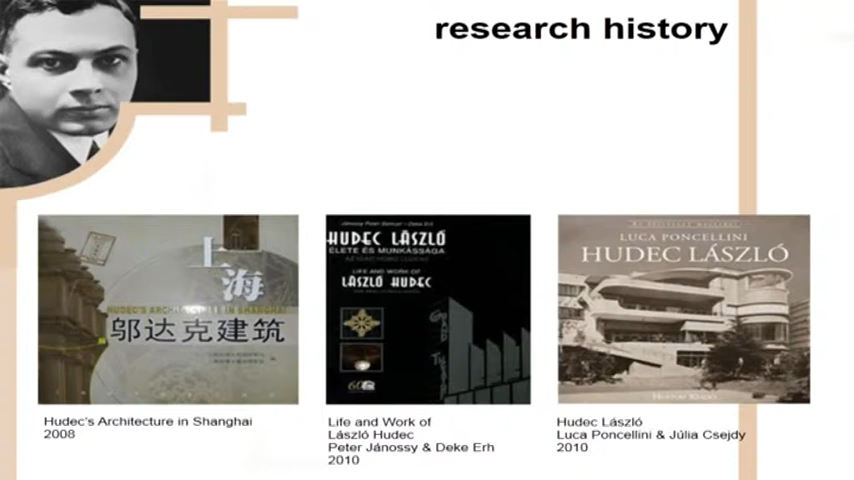 research history
上
海
HUDEC'S ARCHITECTURE IN SHANGHAI
邬达克建筑
HUDEC LÁSZLÓ
ÉLETE ÉS MUNKÁSSÁGA
LIFE AND WORK OF
LÁSZLÓ HUDEC
LUCA PONCELLINI
HUDEC LÁSZLÓ
Hudec's Architecture in Shanghai
2008
Life and Work of
László Hudec
Peter Jánossy & Deke Erh
2010
Hudec László
Luca Poncellini & Júlia Csejdy
2010